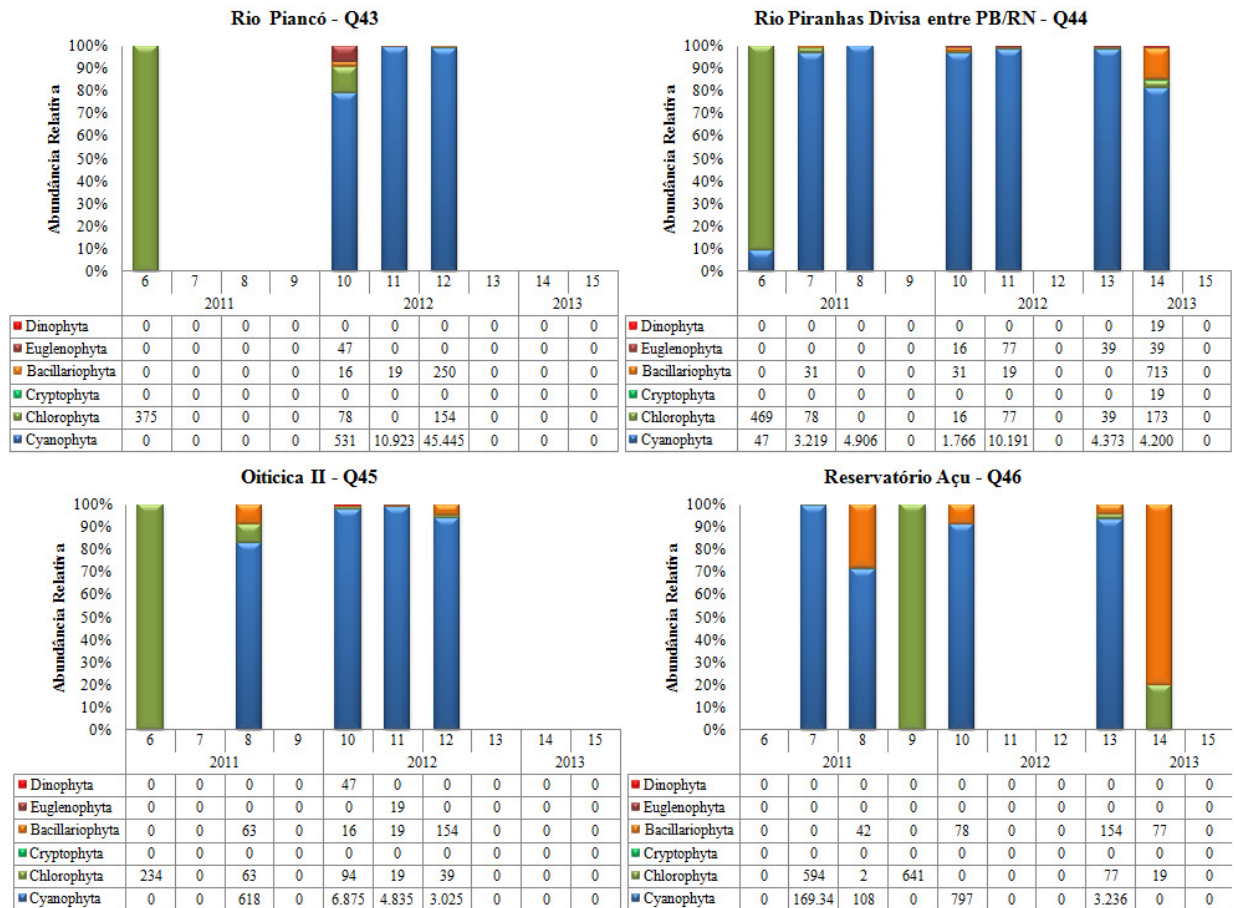 Rio Piancó - Q43
Abundância Relativa
100%
90%
80%
70%
60%
50%
40%
30%
20%
10%
0%
6 7 8 9 10 11 12 13 14 15
2011 2012 2013
Dinophyta 0 0 0 0 0 0 0 0 0 0
Euglenophyta 0 0 0 0 47 0 0 0 0 0
Bacillariophyta 0 0 0 0 16 19 250 0 0 0
Cryptophyta 0 0 0 0 0 0 0 0 0 0
Chlorophyta 375 0 0 0 78 0 154 0 0 0
Cyanophyta 0 0 0 0 531 10.923 45.445 0 0 0
Rio Piranhas Divisa entre PB/RN - Q44
Abundância Relativa
100%
90%
80%
70%
60%
50%
40%
30%
20%
10%
0%
6 7 8 9 10 11 12 13 14 15
2011 2012 2013
Dinophyta 0 0 0 0 0 0 0 0 19 0
Euglenophyta 0 0 0 0 16 77 0 39 39 0
Bacillariophyta 0 31 0 0 31 19 0 0 713 0
Cryptophyta 0 0 0 0 0 0 0 0 19 0
Chlorophyta 469 78 0 0 16 77 0 39 173 0
Cyanophyta 47 3.219 4.906 0 1.766 10.191 0 4.373 4.200 0
Oiticica II - Q45
Abundância Relativa
100%
90%
80%
70%
60%
50%
40%
30%
20%
10%
0%
6 7 8 9 10 11 12 13 14 15
2011 2012 2013
Dinophyta 0 0 0 0 47 0 0 0 0 0
Euglenophyta 0 0 0 0 0 19 0 0 0 0
Bacillariophyta 0 0 63 0 16 19 154 0 0 0
Cryptophyta 0 0 0 0 0 0 0 0 0 0
Chlorophyta 234 0 63 0 94 19 39 0 0 0
Cyanophyta 0 0 618 0 6.875 4.835 3.025 0 0 0
Reservatório Açu - Q46
Abundância Relativa
100%
90%
80%
70%
60%
50%
40%
30%
20%
10%
0%
6 7 8 9 10 11 12 13 14 15
2011 2012 2013
Dinophyta 0 0 0 0 0 0 0 0 0 0
Euglenophyta 0 0 0 0 0 0 0 0 0 0
Bacillariophyta 0 0 42 0 78 0 0 154 77 0
Cryptophyta 0 0 0 0 0 0 0 0 0 0
Chlorophyta 0 594 2 641 0 0 0 77 19 0
Cyanophyta 0 169.34 108 0 797 0 0 3.236 0 0